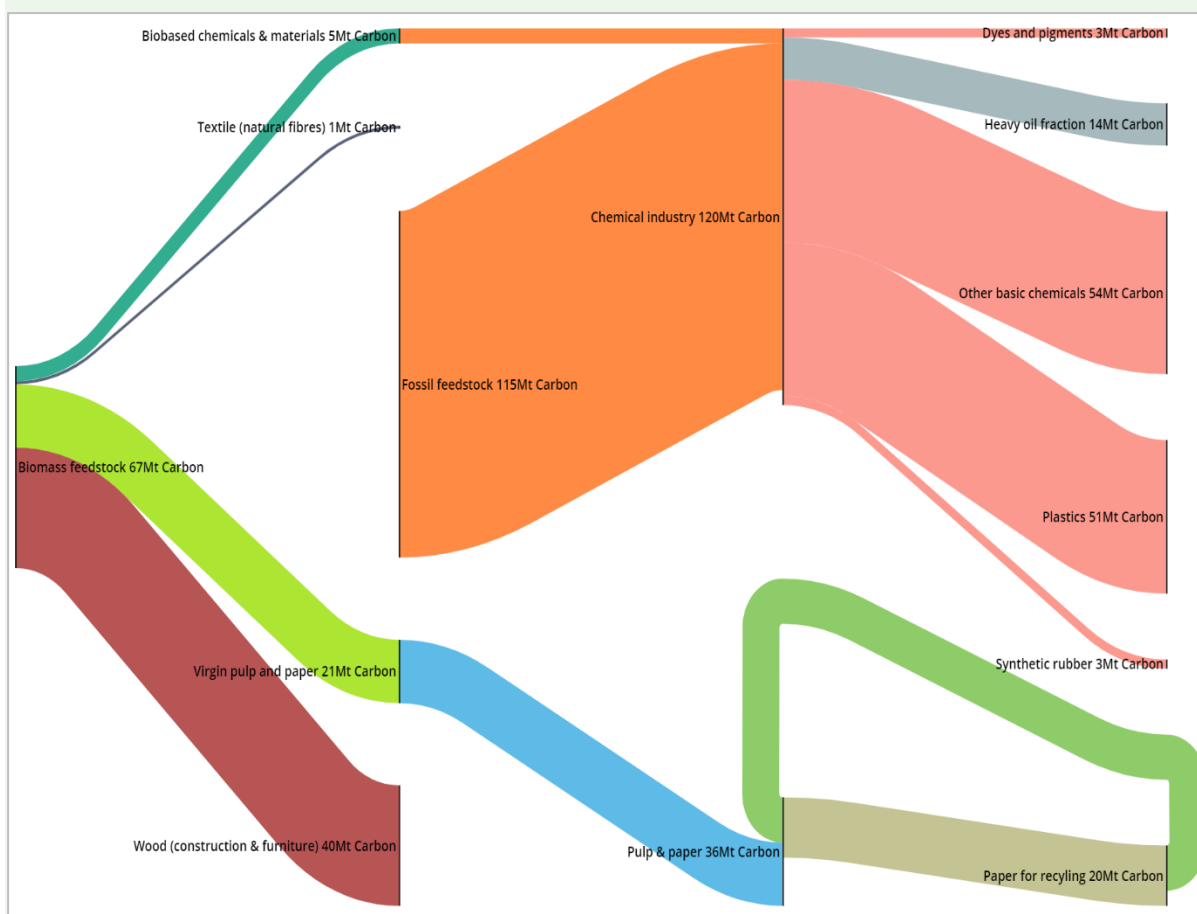 Biobased chemicals & materials 5Mt Carbon
Dyes and pigments 3Mt Carbon
Textile (natural fibres) 1Mt Carbon
Heavy oil fraction 14Mt Carbon
Chemical industry 120Mt Carbon
Other basic chemicals 54Mt Carbon
Fossil feedstock 115Mt Carbon
Biomass feedstock 67Mt Carbon
Plastics 51Mt Carbon
Synthetic rubber 3Mt Carbon
Virgin pulp and paper 21Mt Carbon
Wood (construction & furniture) 40Mt Carbon
Pulp & paper 36Mt Carbon
Paper for recyling 20Mt Carbon